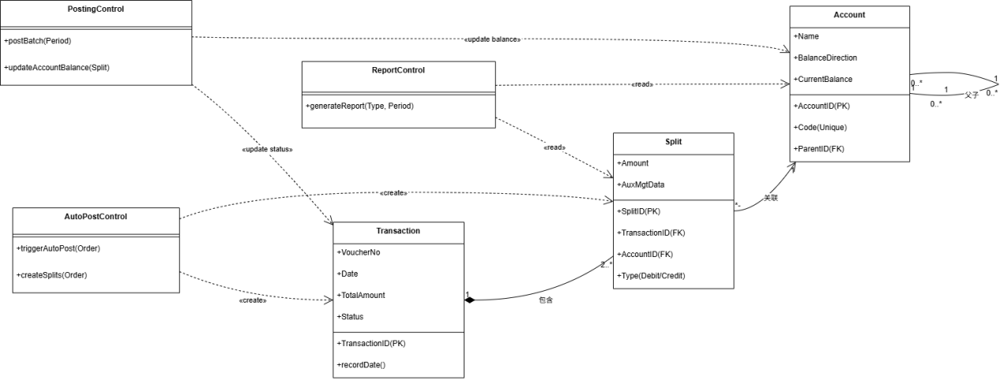 PostingControl
+postBatch(Period)
+updateAccountBalance(Split)
«update balance»
Account
+Name
+BalanceDirection
+CurrentBalance
+AccountID(PK)
+Code(Unique)
+ParentID(FK)
0..*
1
1
0..*
父子
1
0..*
ReportControl
+generateReport(Type, Period)
«read»
«read»
«update status»
Split
+Amount
+AuxMgtData
+SplitID(PK)
+TransactionID(FK)
+AccountID(FK)
+Type(Debit/Credit)
*-
关联
«create»
AutoPostControl
+triggerAutoPost(Order)
+createSplits(Order)
«create»
Transaction
+VoucherNo
+Date
+TotalAmount
+Status
+TransactionID(PK)
+recordDate()
1
包含
2..*